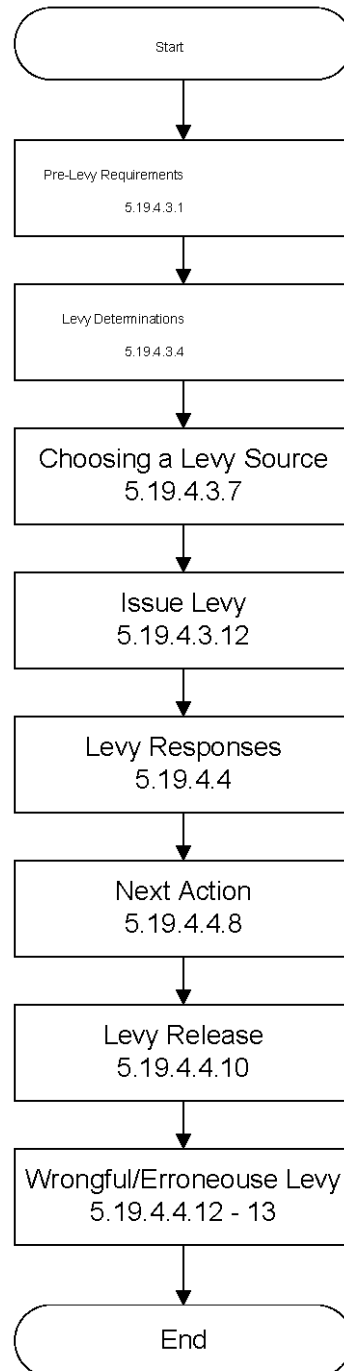 Start
Pre-Levy Requirements
5.19.4.3.1
Levy Determinations
5.19.4.3.4
Choosing a Levy Source
5.19.4.3.7
Issue Levy
5.19.4.3.12
Levy Responses
5.19.4.4
Next Action
5.19.4.4.8
Levy Release
5.19.4.4.10
Wrongful/Erroneouse Levy
5.19.4.4.12 - 13
End